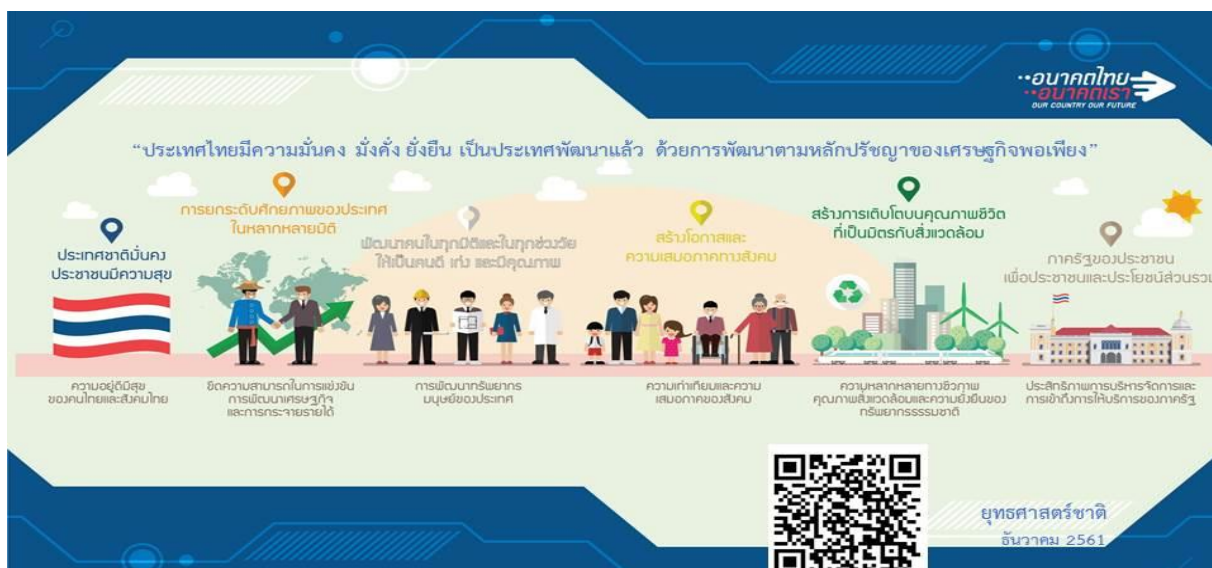 อนาคตไทย
อนาคตเรา
OUR COUNTRY OUR FUTURE
“ประเทศไทยมีความมั่นคง มั่งคั่ง ยั่งยืน เป็นประเทศพัฒนาแล้ว ด้วยการพัฒนาตามหลักปรัชญาของเศรษฐกิจพอเพียง”
ประเทศชาติมั่นคง
ประชาชนมีความสุข
การยกระดับศักยภาพของประเทศ
ในหลากหลายมิติ
พัฒนาคนในทุกมิติและในทุกช่วงวัย
ให้เป็นคนดี เก่ง และมีคุณภาพ
สร้างโอกาสและ
ความเสมอภาคทางสังคม
สร้างการเติบโตบนคุณภาพชีวิต
ที่เป็นมิตรกับสิ่งแวดล้อม
ภาครัฐของประชาชน
เพื่อประชาชนและประโยชน์ส่วนรวม
ความอยู่ดีมีสุข
ของคนไทยและสังคมไทย
ขีดความสามารถในการแข่งขัน
การพัฒนาเศรษฐกิจ
และการกระจายรายได้
การพัฒนาทรัพยากร
มนุษย์ของประเทศ
ความเท่าเทียมและความ
เสมอภาคของสังคม
ความหลากหลายทางชีวภาพ
คุณภาพสิ่งแวดล้อมและความยั่งยืนของ
ทรัพยากรธรรมชาติ
ประสิทธิภาพการบริหารจัดการและ
การเข้าถึงการให้บริการของภาครัฐ
ยุทธศาสตร์ชาติ
ธันวาคม 2561